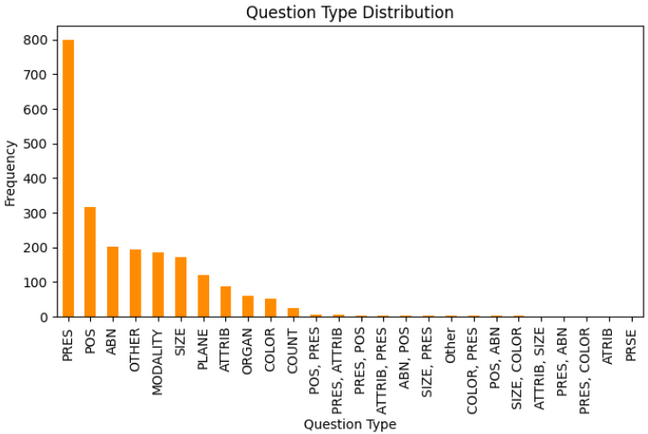 Question Type Distribution
Frequency
800
700
600
500
400
300
200
100
0
PRES
POS
ABN
OTHER
MODALITY
SIZE
PLANE
ATTRIB
ORGAN
COLOR
COUNT
POS, PRES
PRES, ATTRIB
PRES, POS
ATTRIB, PRES
ABN, POS
SIZE, PRES
Other
COLOR, PRES
POS, ABN
SIZE, COLOR
ATTRIB, SIZE
PRES, ABN
PRES, COLOR
ATRIB
PRSE
Question Type